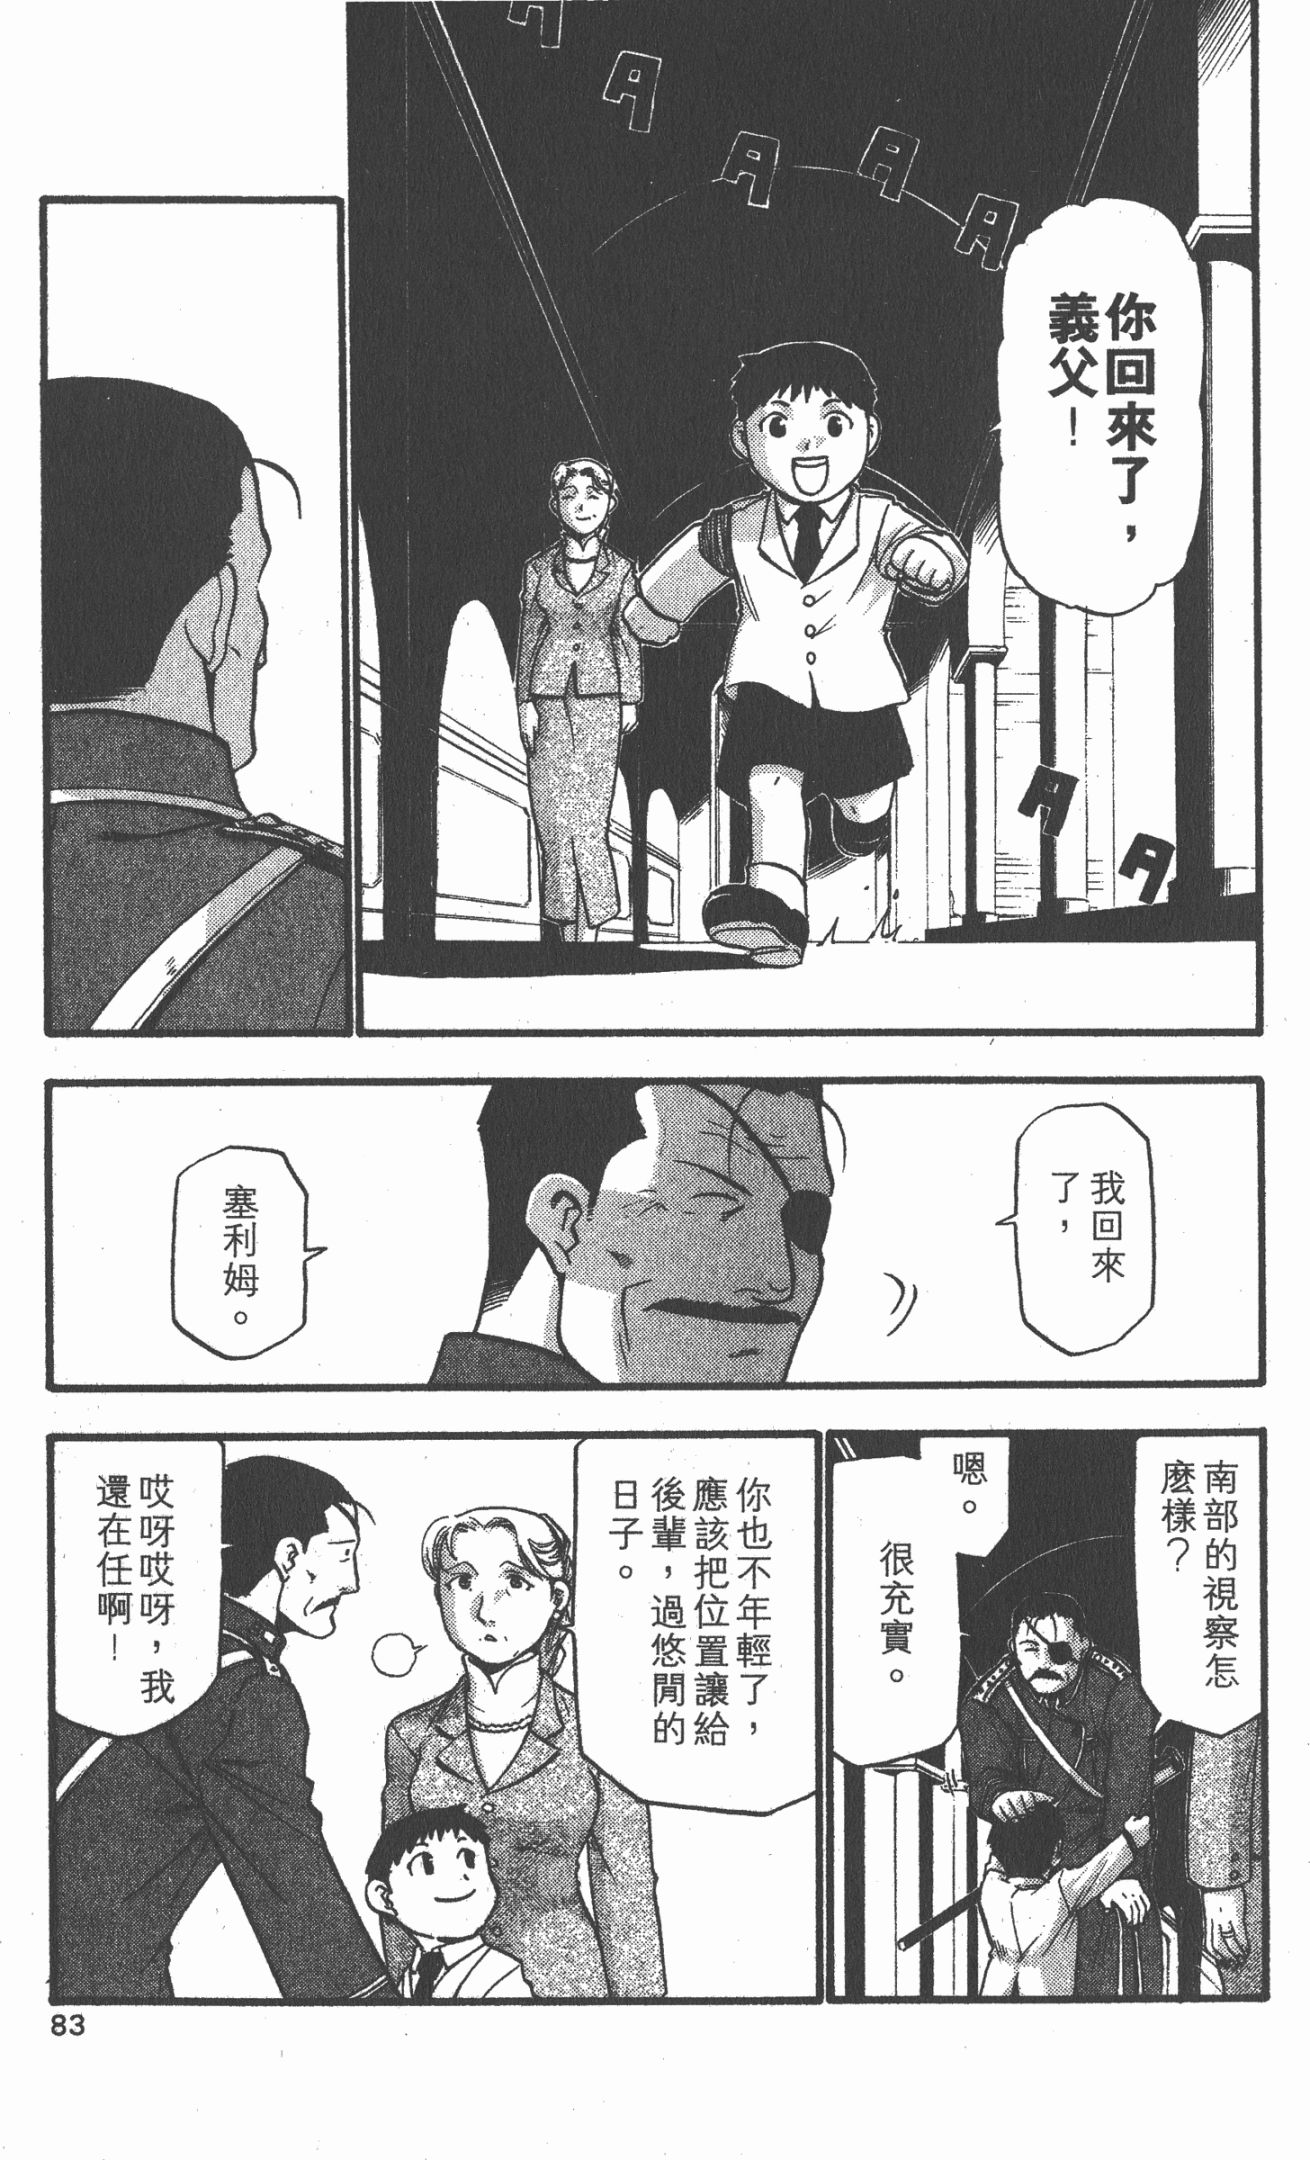 你回來了，
義父！
我回來
了，
塞利姆。
南部的視察怎
麼樣？
嗯。
很充實。
你也不年輕了，
應該把位置讓給
後輩，過悠閒的
日子。
哎呀哎呀，我
還在任啊！
83